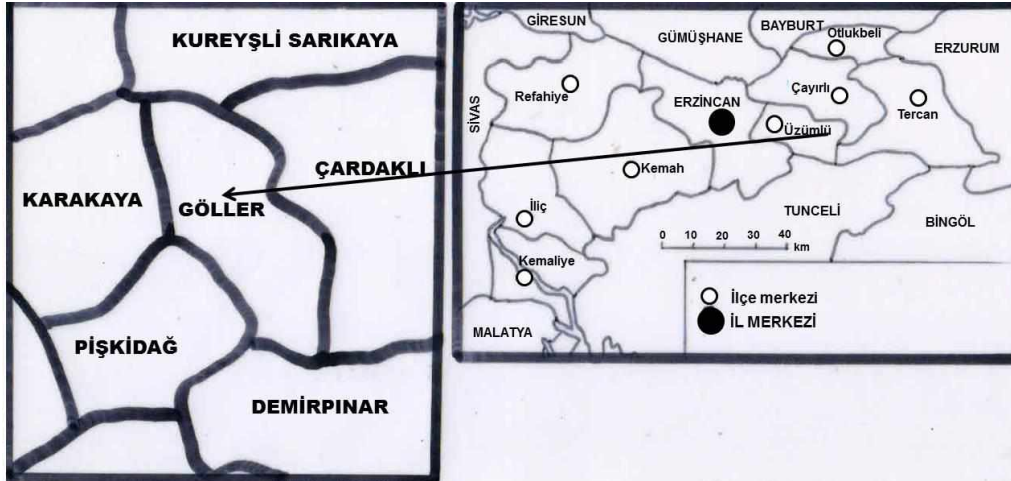 KUREYŞLİ SARIKAYA
ÇARDAKLI
KARAKAYA
GÖLLER
PİŞKİDAĞ
DEMİRPINAR
GİRESUN
GÜMÜŞHANE
BAYBURT
Otlukbeli
ERZURUM
SİVAS
Refahiye
ERZİNCAN
Çayırlı
Tercan
Üzümlü
Kemah
İliç
TUNCELİ
BİNGÖL
Kemaliye
0 10 20 30 40
km
MALATYA
İlçe merkezi
İL MERKEZİ